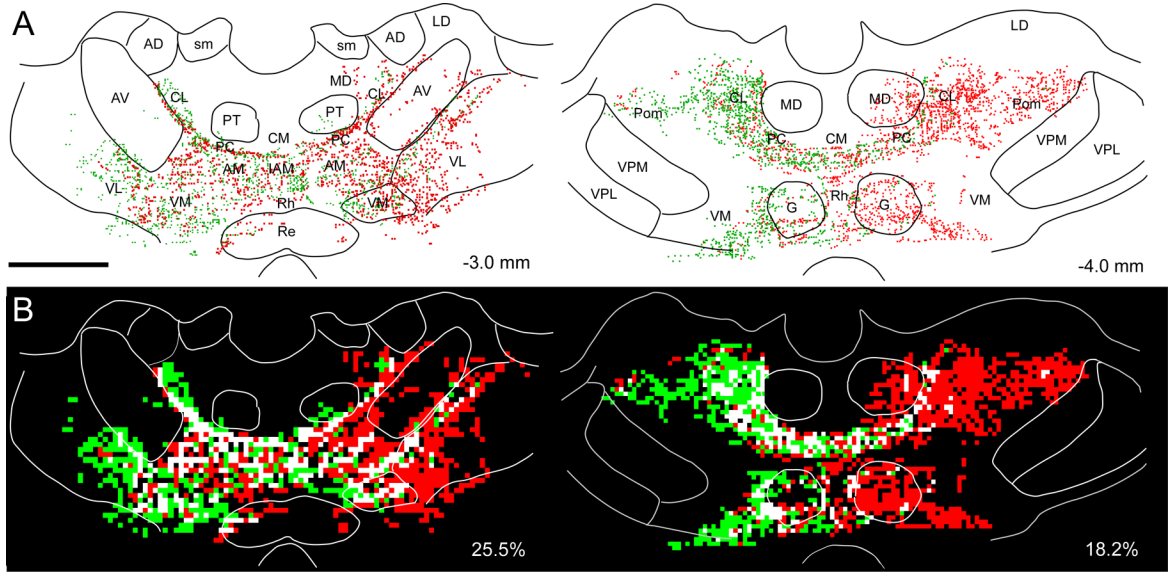 A
AD sm sm AD LD
AV CL MD CL AV
PT PT
PC CM PC
VL AM IAM AM VL
VM Rh VM
Re
-3.0 mm
LD
CL MD MD CL
Pom Pom
PC CM PC
VPM VPM
VPL VPL
VM G Rh G VM
-4.0 mm
B
25.5%
18.2%